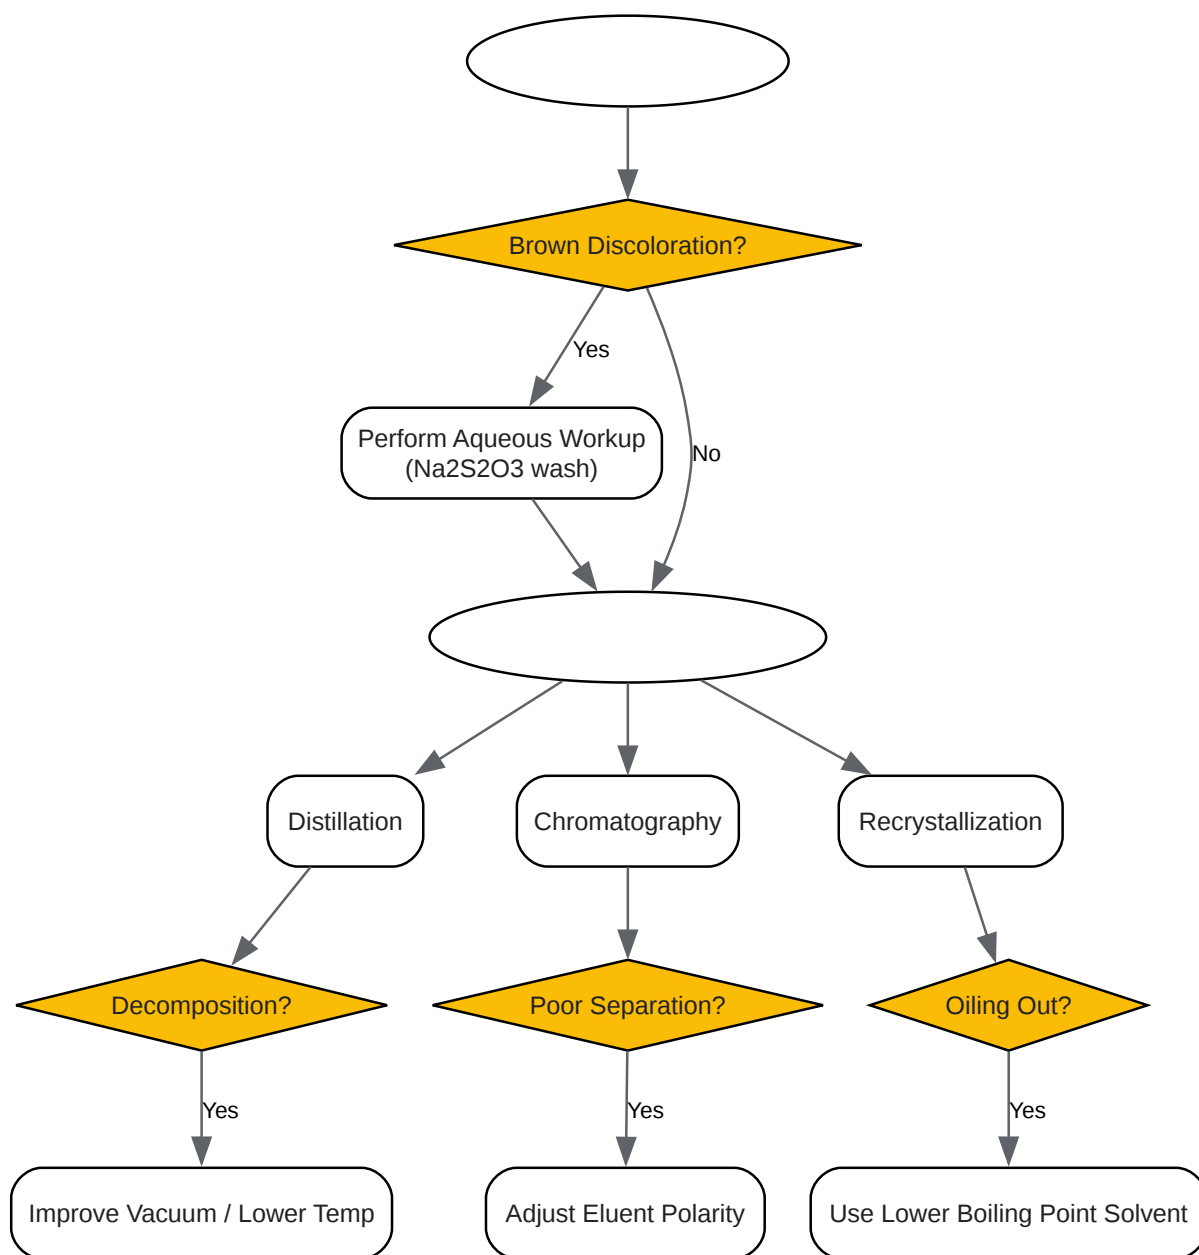 Brown Discoloration?
Yes
Perform Aqueous Workup
(Na2S2O3 wash)
No
Distillation
Chromatography
Recrystallization
Decomposition?
Poor Separation?
Oiling Out?
Yes
Yes
Yes
Improve Vacuum / Lower Temp
Adjust Eluent Polarity
Use Lower Boiling Point Solvent